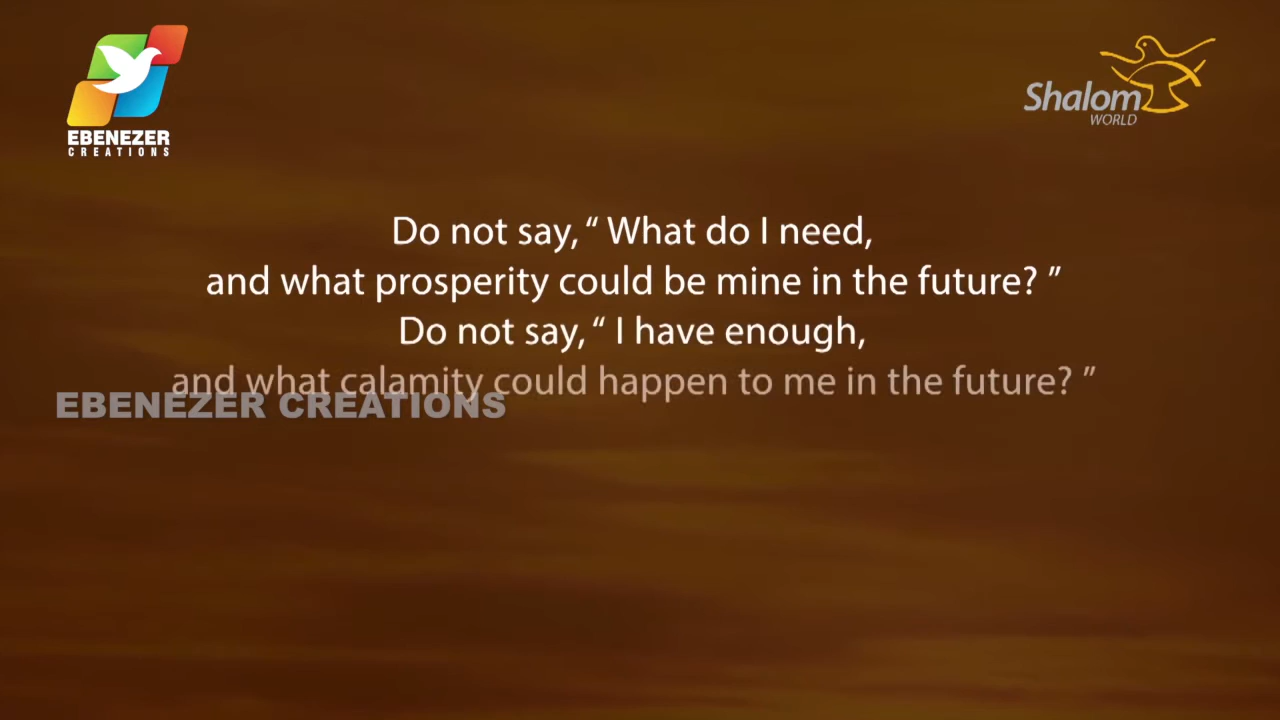 EBENEZER
CREATIONS
Shalom
WORLD
Do not say, “ What do I need,
and what prosperity could be mine in the future? ”
Do not say, “ I have enough,
and what calamity could happen to me in the future? ”
EBENEZER CREATIONS